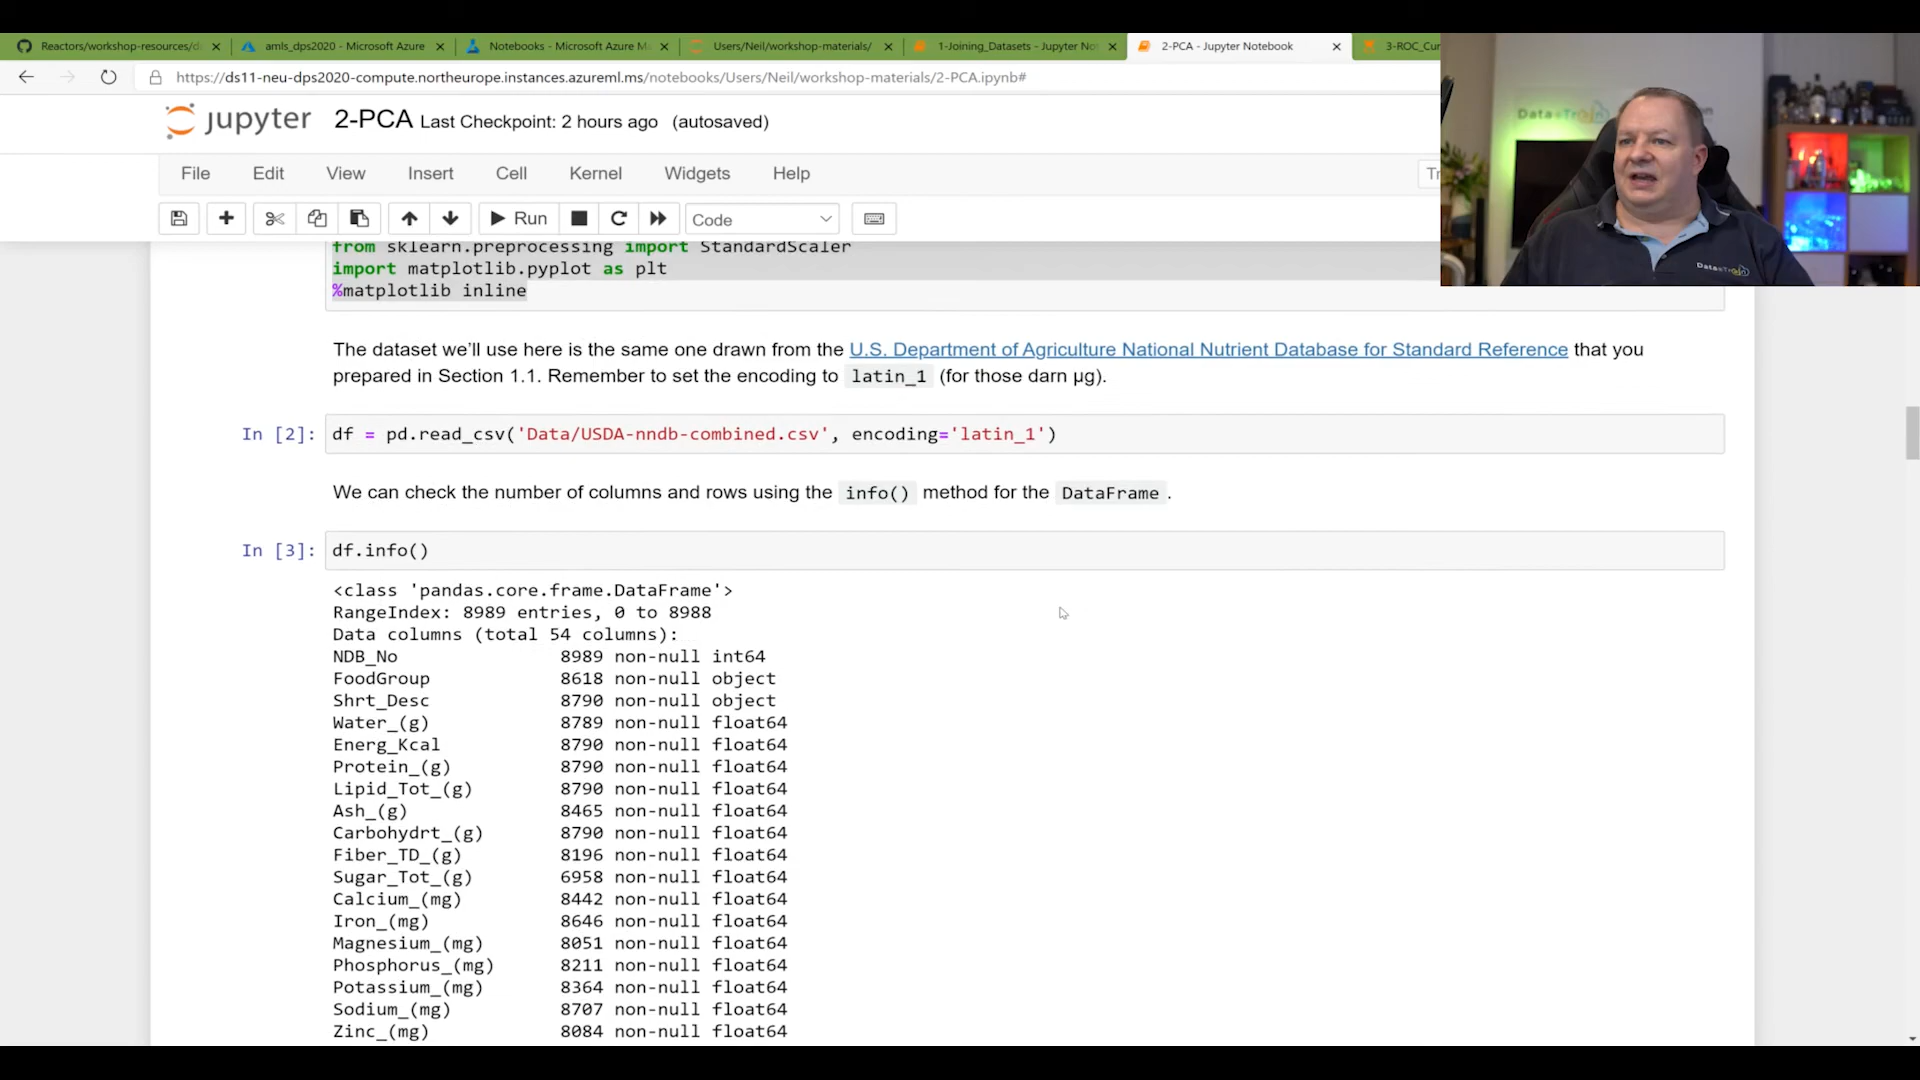 Reactors/workshop-resources/d
amls_dps2020 - Microsoft Azure
Notebooks - Microsoft Azure M
Users/Neil/workshop-materials/
1-Joining_Datasets - Jupyter No
2-PCA - Jupyter Notebook
3-ROC_Cur
https://ds11-neu-dps2020-compute.northeurope.instances.azureml.ms/notebooks/Users/Neil/workshop-materials/2-PCA.ipynb#
jupyter 2-PCA Last Checkpoint: 2 hours ago (autosaved)
File Edit View Insert Cell Kernel Widgets Help Tr
Run Code
from sklearn.preprocessing import StandardScaler
import matplotlib.pyplot as plt
%matplotlib inline
The dataset we’ll use here is the same one drawn from the U.S. Department of Agriculture National Nutrient Database for Standard Reference that you
prepared in Section 1.1. Remember to set the encoding to latin_1 (for those darn µg).
In [2]: df = pd.read_csv('Data/USDA-nndb-combined.csv', encoding='latin_1')
We can check the number of columns and rows using the info() method for the DataFrame .
In [3]: df.info()
<class 'pandas.core.frame.DataFrame'>
RangeIndex: 8989 entries, 0 to 8988
Data columns (total 54 columns):
NDB_No 8989 non-null int64
FoodGroup 8618 non-null object
Shrt_Desc 8790 non-null object
Water_(g) 8789 non-null float64
Energ_Kcal 8790 non-null float64
Protein_(g) 8790 non-null float64
Lipid_Tot_(g) 8790 non-null float64
Ash_(g) 8465 non-null float64
Carbohydrt_(g) 8790 non-null float64
Fiber_TD_(g) 8196 non-null float64
Sugar_Tot_(g) 6958 non-null float64
Calcium_(mg) 8442 non-null float64
Iron_(mg) 8646 non-null float64
Magnesium_(mg) 8051 non-null float64
Phosphorus_(mg) 8211 non-null float64
Potassium_(mg) 8364 non-null float64
Sodium_(mg) 8707 non-null float64
Zinc_(mg) 8084 non-null float64